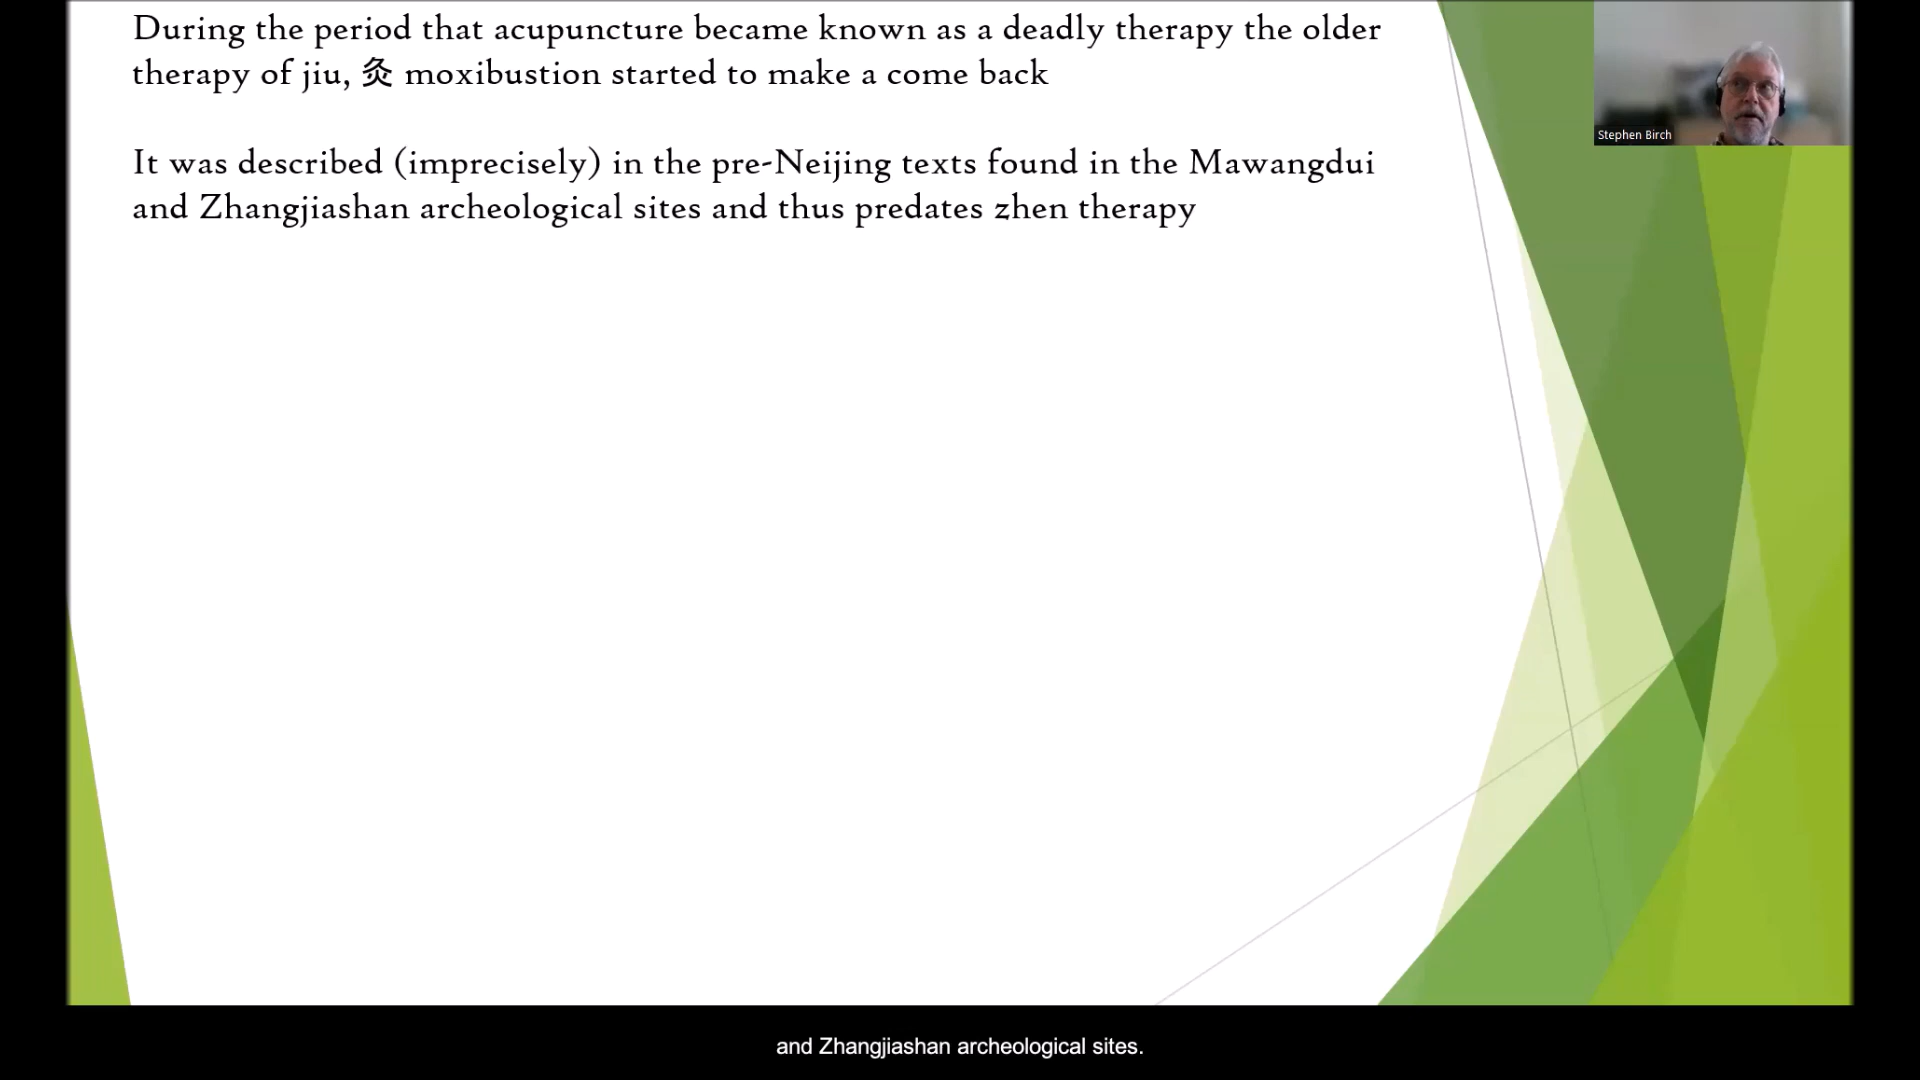 During the period that acupuncture became known as a deadly therapy the older
therapy of jiu, 灸 moxibustion started to make a come back
It was described (imprecisely) in the pre-Neijing texts found in the Mawangdui
and Zhangjiashan archeological sites and thus predates zhen therapy
Stephen Birch
and Zhangjiashan archeological sites.